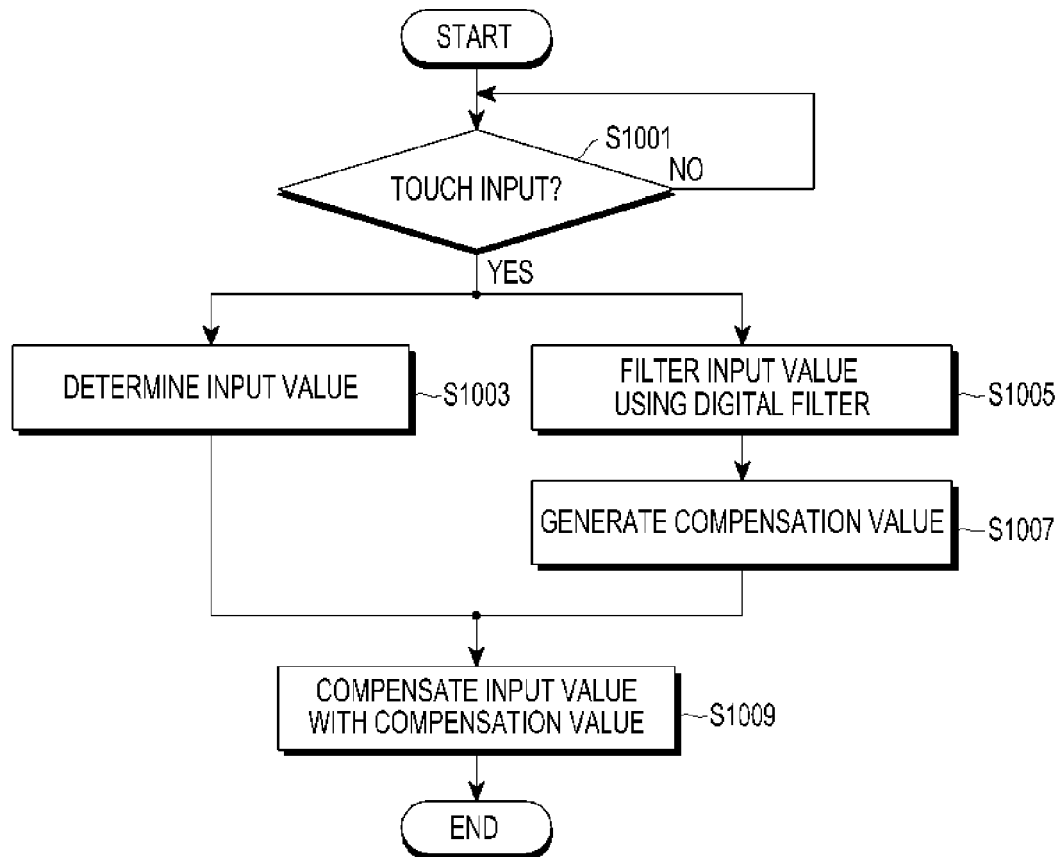 START
S1001
NO
TOUCH INPUT?
YES
DETERMINE INPUT VALUE
S1003
FILTER INPUT VALUE
USING DIGITAL FILTER
S1005
GENERATE COMPENSATION VALUE
S1007
COMPENSATE INPUT VALUE
WITH COMPENSATION VALUE
S1009
END